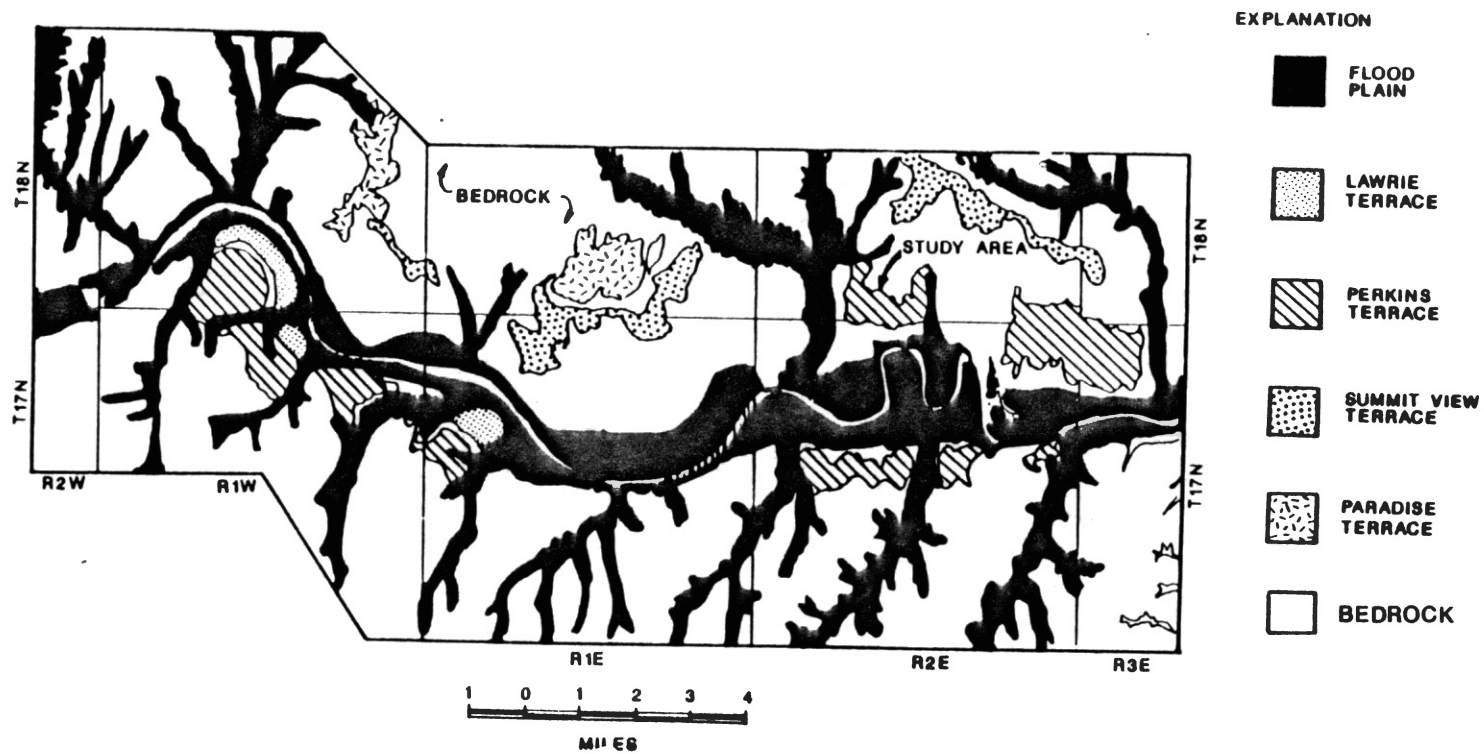 EXPLANATION
FLOOD
PLAIN
LAWRIE
TERRACE
PERKINS
TERRACE
SUMMIT VIEW
TERRACE
PARADISE
TERRACE
BEDROCK
T18N
T17N
BEDROCK
STUDY AREA
T18N
T17N
R2W
R1W
R1E
R2E
R3E
1 0 1 2 3 4
MILES